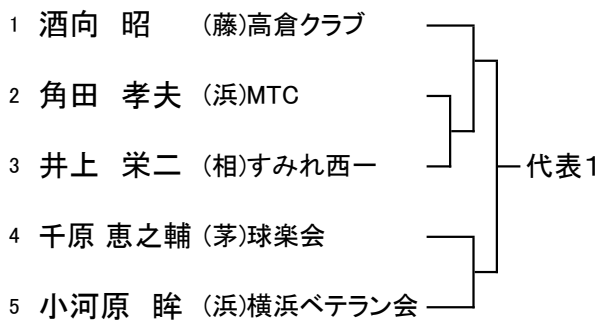 1 酒向 昭 (藤)高倉クラブ
2 角田 孝夫 (浜)MTC
3 井上 栄二 (相)すみれ西一
代表1
4 千原 恵之輔 (茅)球楽会
5 小河原 眸 (浜)横浜ベテラン会